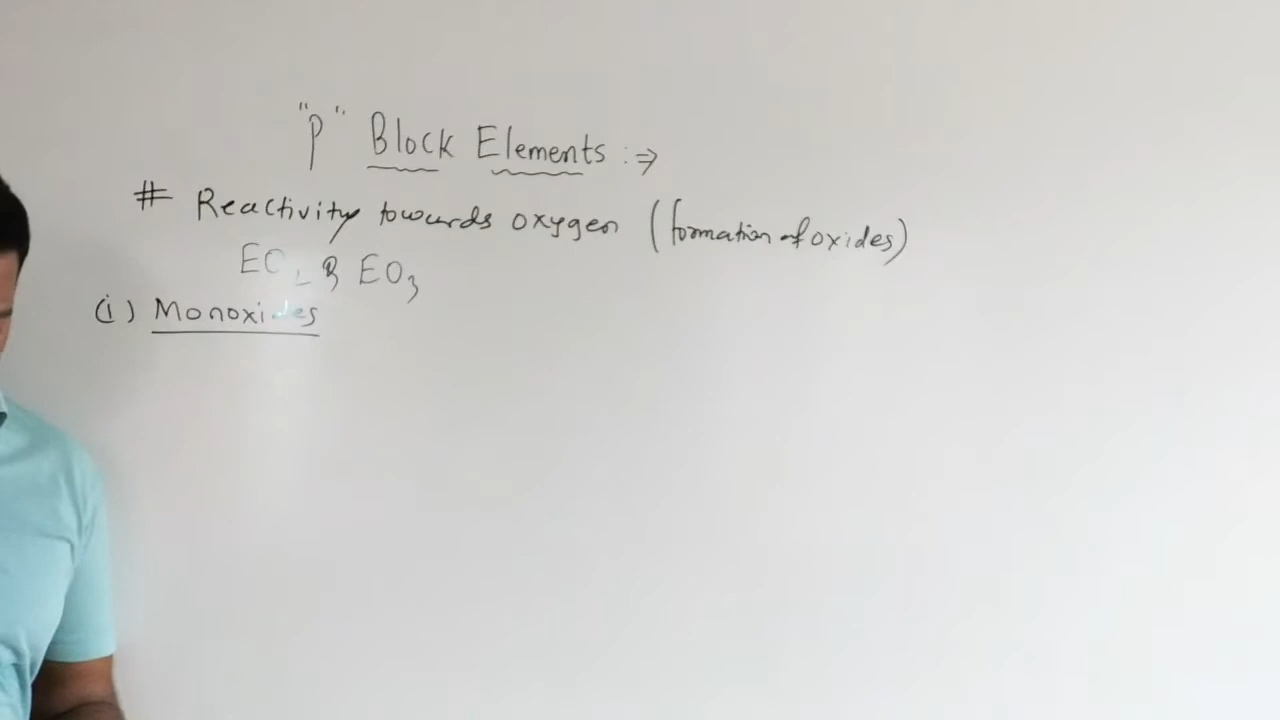 "p" Block Elements :⇒
# Reactivity towards oxygen (formation of oxides)
EO₂ & EO₃
(i) Monoxides